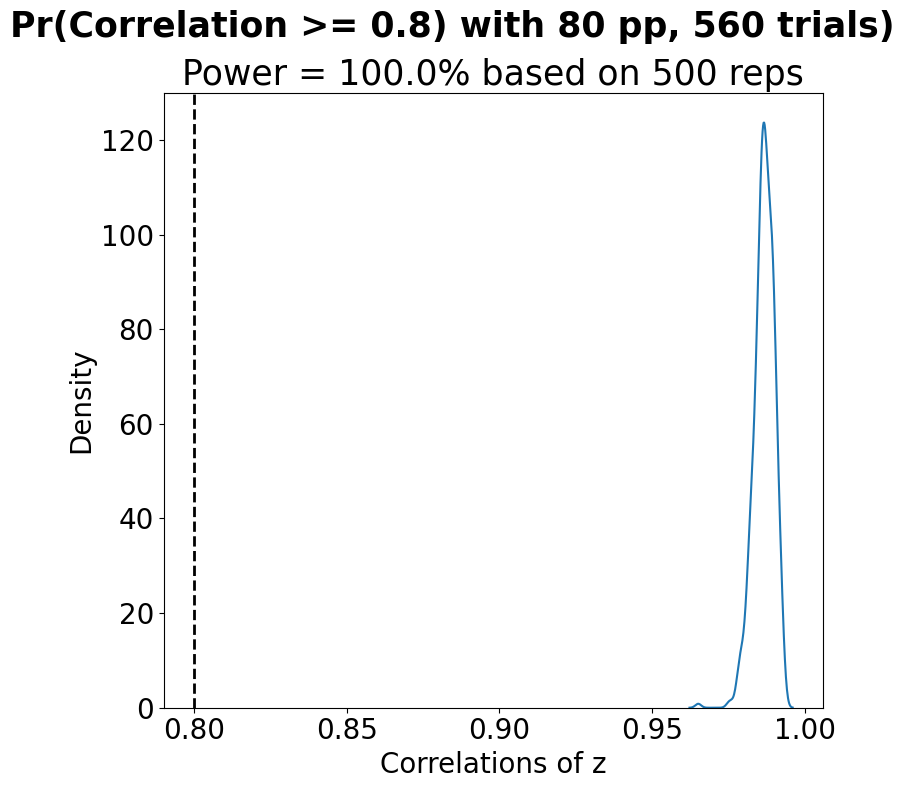 Pr(Correlation >= 0.8) with 80 pp, 560 trials)
Power = 100.0% based on 500 reps
120
100
80
60
40
20
0
Density
0.80 0.85 0.90 0.95 1.00
Correlations of z